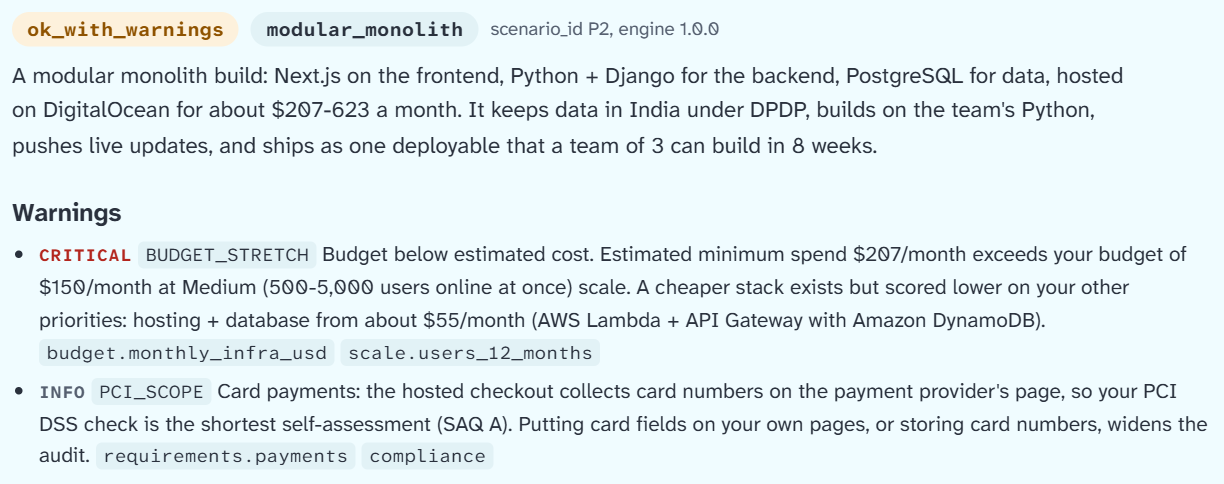 ok_with_warnings modular_monolith scenario_id P2, engine 1.0.0
A modular monolith build: Next.js on the frontend, Python + Django for the backend, PostgreSQL for data, hosted
on DigitalOcean for about $207-623 a month. It keeps data in India under DPDP, builds on the team's Python,
pushes live updates, and ships as one deployable that a team of 3 can build in 8 weeks.
Warnings
• CRITICAL BUDGET_STRETCH Budget below estimated cost. Estimated minimum spend $207/month exceeds your budget of
$150/month at Medium (500-5,000 users online at once) scale. A cheaper stack exists but scored lower on your other
priorities: hosting + database from about $55/month (AWS Lambda + API Gateway with Amazon DynamoDB).
budget.monthly_infra_usd scale.users_12_months
• INFO PCI_SCOPE Card payments: the hosted checkout collects card numbers on the payment provider's page, so your PCI
DSS check is the shortest self-assessment (SAQ A). Putting card fields on your own pages, or storing card numbers, widens the
audit. requirements.payments compliance